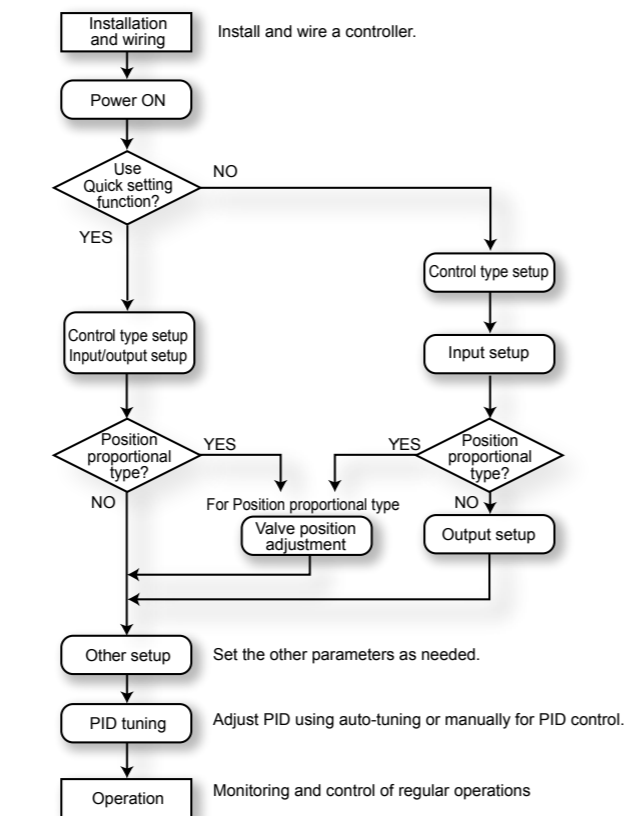 Installation
and wiring
Install and wire a controller.
Power ON
Use
Quick setting
function?
NO
YES
Control type setup
Control type setup
Input/output setup
Input setup
Position
proportional
type?
YES
NO
YES
Position
proportional
type?
NO
For Position proportional type
Valve position
adjustment
Output setup
Other setup
Set the other parameters as needed.
PID tuning
Adjust PID using auto-tuning or manually for PID control.
Operation
Monitoring and control of regular operations